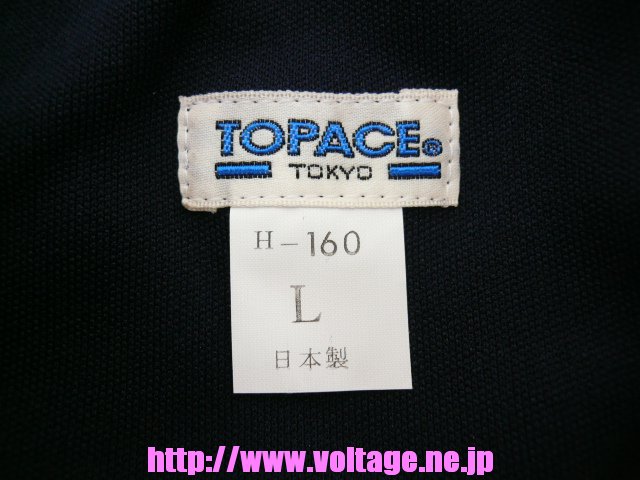 TOPACE®
TOKYO
H-160
L
日本製
http://www.voltage.ne.jp